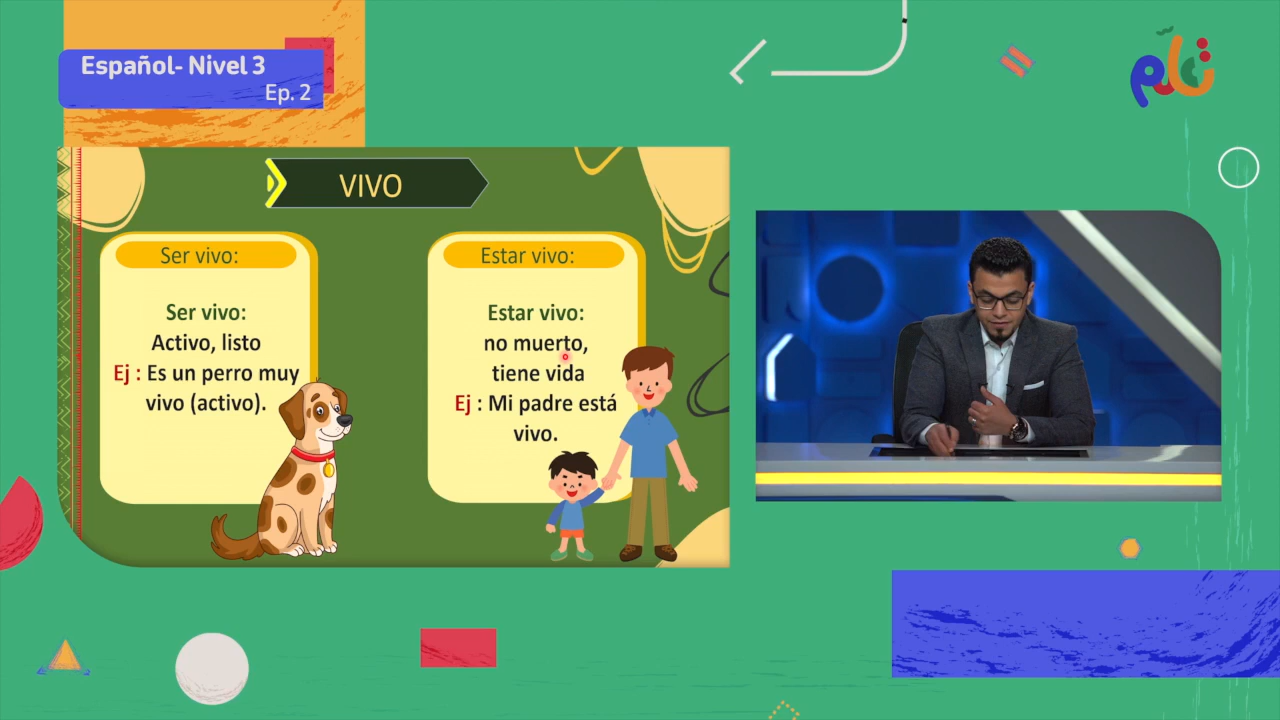 Español- Nivel 3
Ep. 2
VIVO
Ser vivo:
Ser vivo:
Activo, listo
Ej : Es un perro muy
vivo (activo).
Estar vivo:
Estar vivo:
no muerto,
tiene vida
Ej : Mi padre está
vivo.